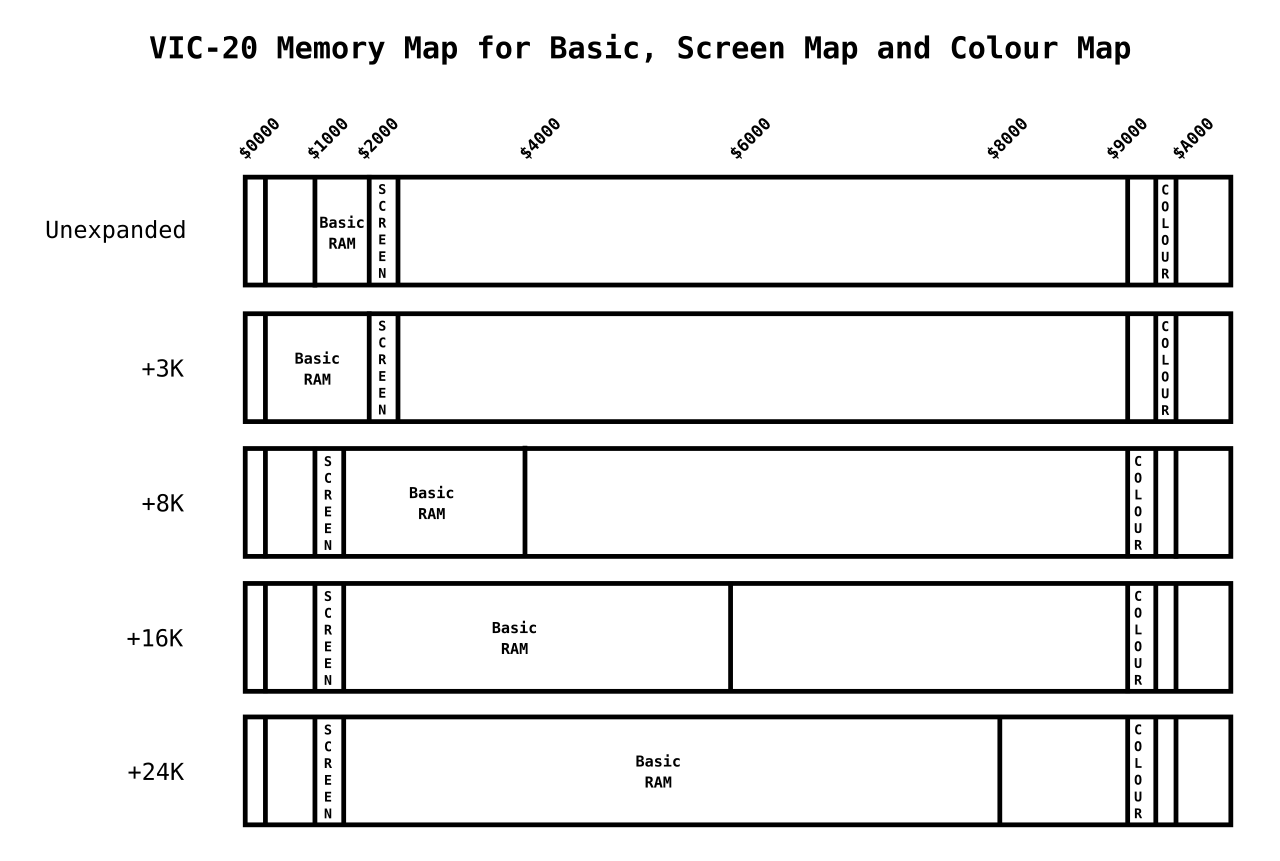 VIC-20 Memory Map for Basic, Screen Map and Colour Map
$0000 $1000 $2000 $4000 $6000 $8000 $9000 $A000
Unexpanded
Basic
RAM
SCREEN
COLOUR
+3K
Basic
RAM
SCREEN
COLOUR
+8K
SCREEN
Basic
RAM
COLOUR
+16K
SCREEN
Basic
RAM
COLOUR
+24K
SCREEN
Basic
RAM
COLOUR